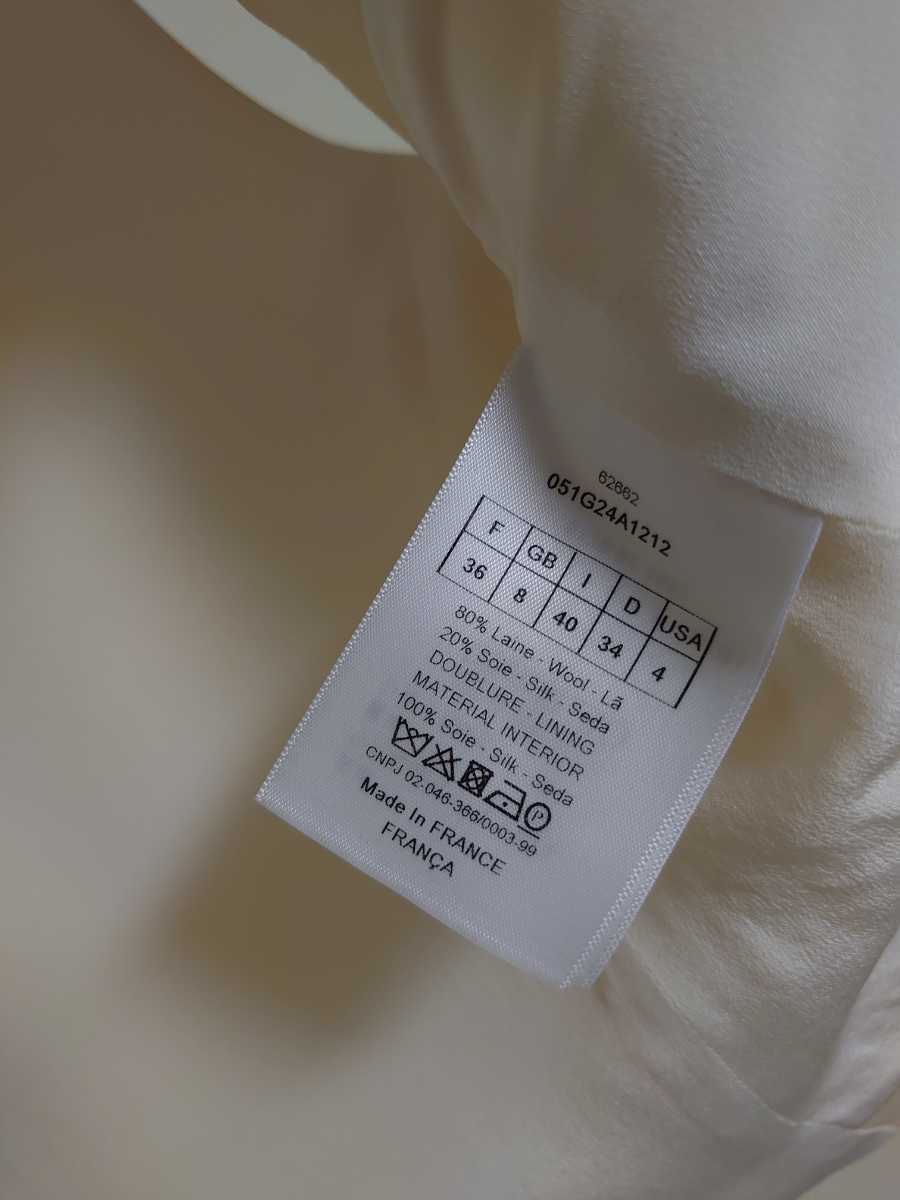 62662
051G24A1212
F GB I D USA
36 8 40 34 4
80% Laine - Wool - Lã
20% Soie - Silk - Seda
DOUBLURE - LINING
MATERIAL INTERIOR
100% Soie - Silk - Seda
P
CNPJ 02-046-366/0003-99
Made In FRANCE
FRANÇA